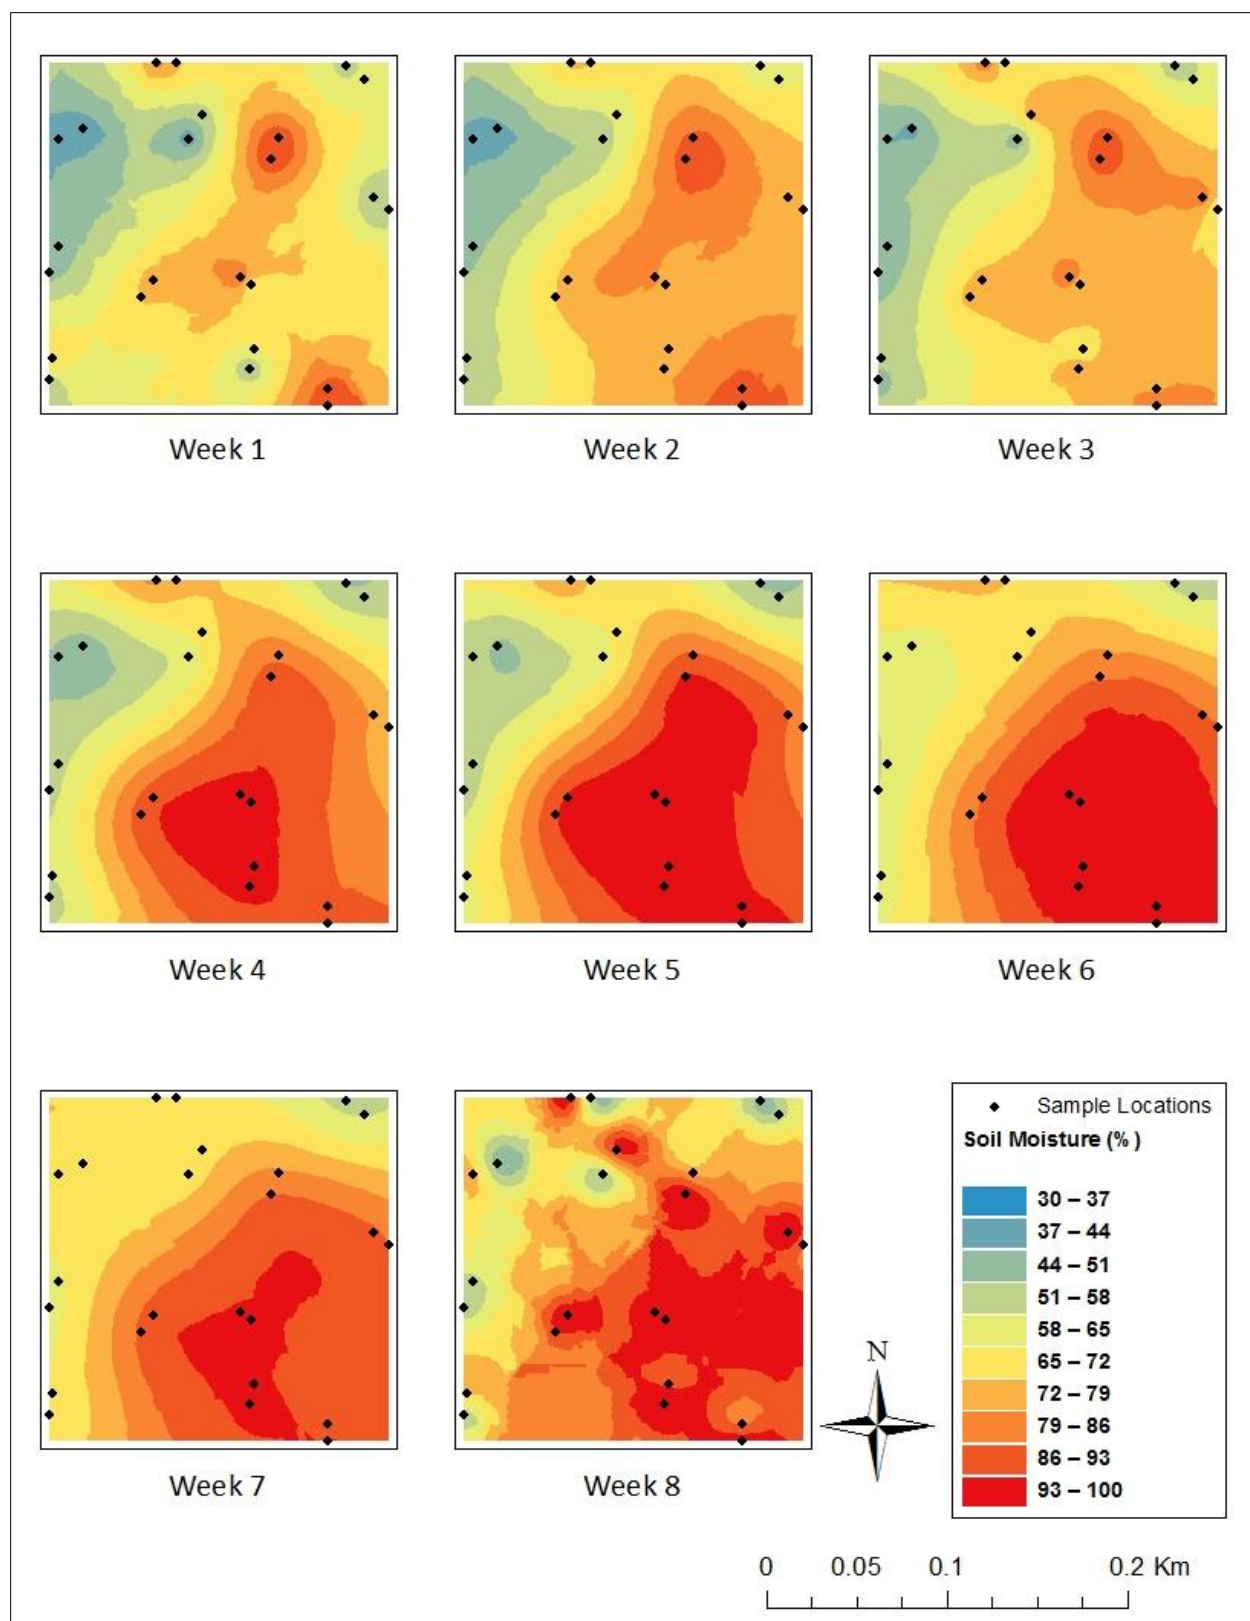 Week 1
Week 2
Week 3
Week 4
Week 5
Week 6
Week 7
Week 8
Sample Locations
Soil Moisture (% )
30 – 37
37 – 44
44 – 51
51 – 58
58 – 65
65 – 72
72 – 79
79 – 86
86 – 93
93 – 100
N
0 0.05 0.1 0.2 Km